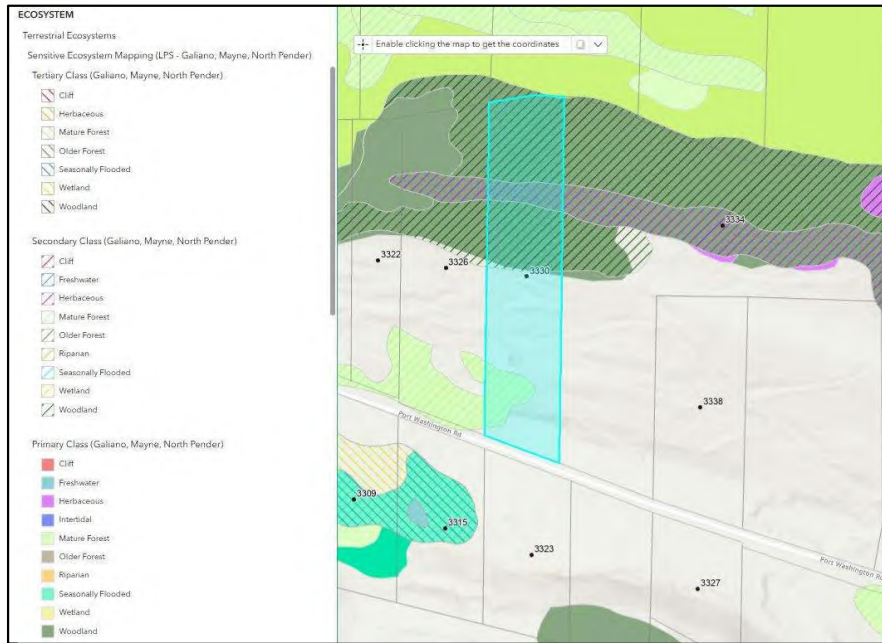 ECOSYSTEM
Terrestrial Ecosystems
Sensitive Ecosystem Mapping (LPS - Galiano, Mayne, North Pender)
Tertiary Class (Galiano, Mayne, North Pender)
Cliff
Herbaceous
Mature Forest
Older Forest
Seasonally Flooded
Wetland
Woodland
Secondary Class (Galiano, Mayne, North Pender)
Cliff
Freshwater
Herbaceous
Mature Forest
Older Forest
Riparian
Seasonally Flooded
Wetland
Woodland
Primary Class (Galiano, Mayne, North Pender)
Cliff
Freshwater
Herbaceous
Intertidal
Mature Forest
Older Forest
Riparian
Seasonally Flooded
Wetland
Woodland
Enable clicking the map to get the coordinates
3334
3322
3326
3330
3338
Port Washington Rd
3309
3315
3323
Port Washington Rd
3327